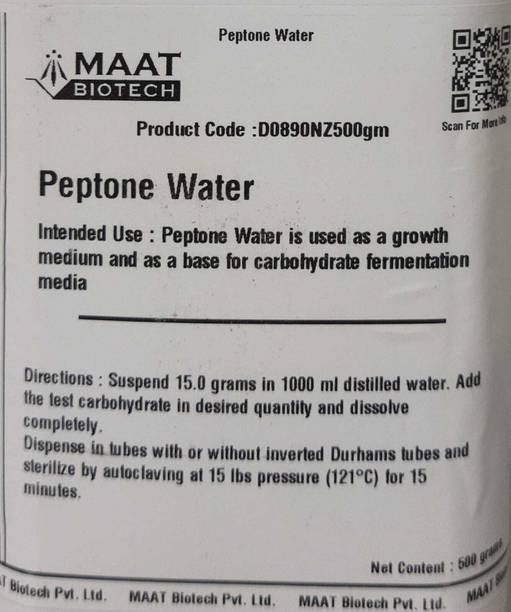 Peptone Water
MAAT
BIOTECH
Scan For More Info
Product Code :D0890NZ500gm
Peptone Water
Intended Use : Peptone Water is used as a growth
medium and as a base for carbohydrate fermentation
media
Directions : Suspend 15.0 grams in 1000 ml distilled water. Add
the test carbohydrate in desired quantity and dissolve
completely.
Dispense in tubes with or without inverted Durhams tubes and
sterilize by autoclaving at 15 lbs pressure (121°C) for 15
minutes.
Net Content : 500 grams
T Biotech Pvt. Ltd. MAAT Biotech Pvt. Ltd. MAAT Biotech Pvt. Ltd. MAAT